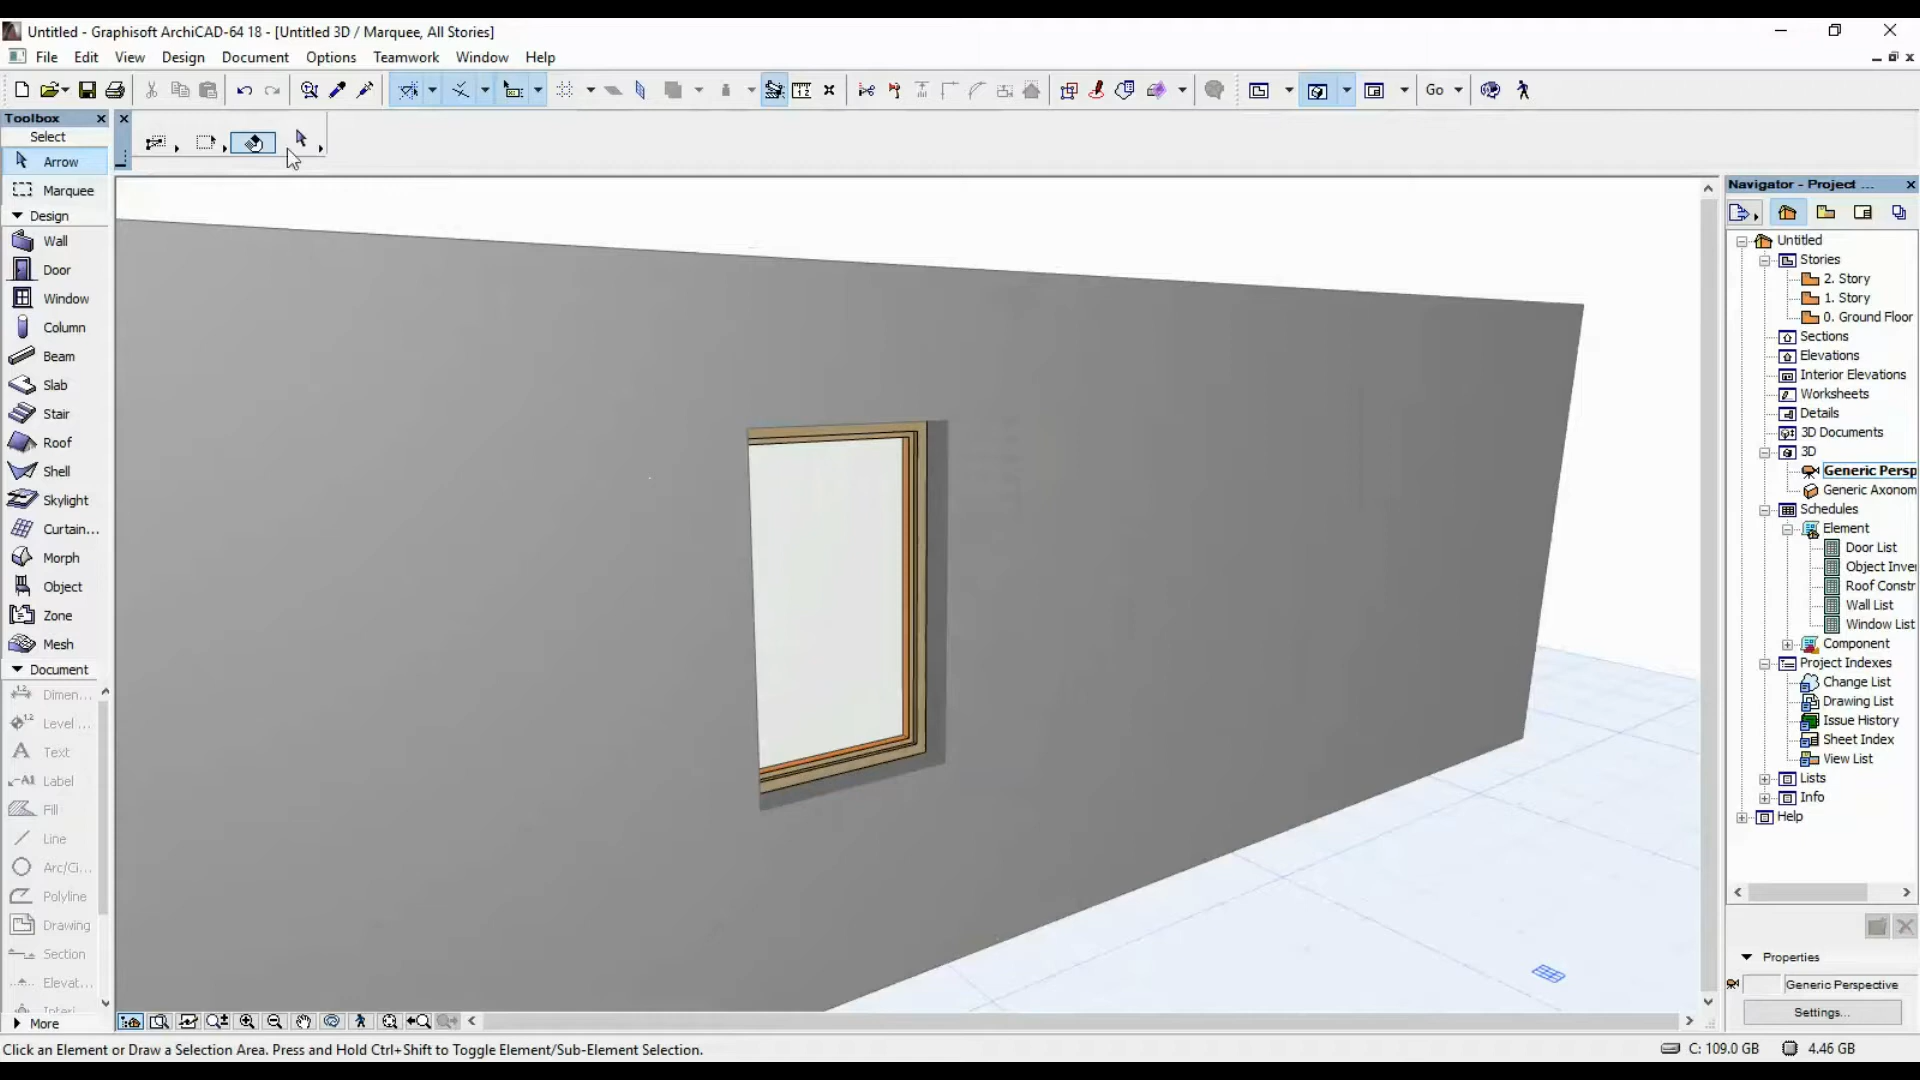 Untitled - Graphisoft ArchiCAD-64 18 - [Untitled 3D / Marquee, All Stories]
File Edit View Design Document Options Teamwork Window Help
Go
Toolbox
Select
Arrow
Marquee
Design
Wall
Door
Window
Column
Beam
Slab
Stair
Roof
Shell
Skylight
Curtain...
Morph
Object
Zone
Mesh
Document
Dimen...
Level ...
Text
Label
Fill
Line
Arc/Ci...
Polyline
Drawing
Section
Elevat...
Interi...
More
Navigator - Project ...
Untitled
Stories
2. Story
1. Story
0. Ground Floor
Sections
Elevations
Interior Elevations
Worksheets
Details
3D Documents
3D
Generic Persp
Generic Axonom
Schedules
Element
Door List
Object Inve
Roof Constr
Wall List
Window List
Component
Project Indexes
Change List
Drawing List
Issue History
Sheet Index
View List
Lists
Info
Help
Properties
Generic Perspective
Settings...
Click an Element or Draw a Selection Area. Press and Hold Ctrl+Shift to Toggle Element/Sub-Element Selection.
C: 109.0 GB 4.46 GB